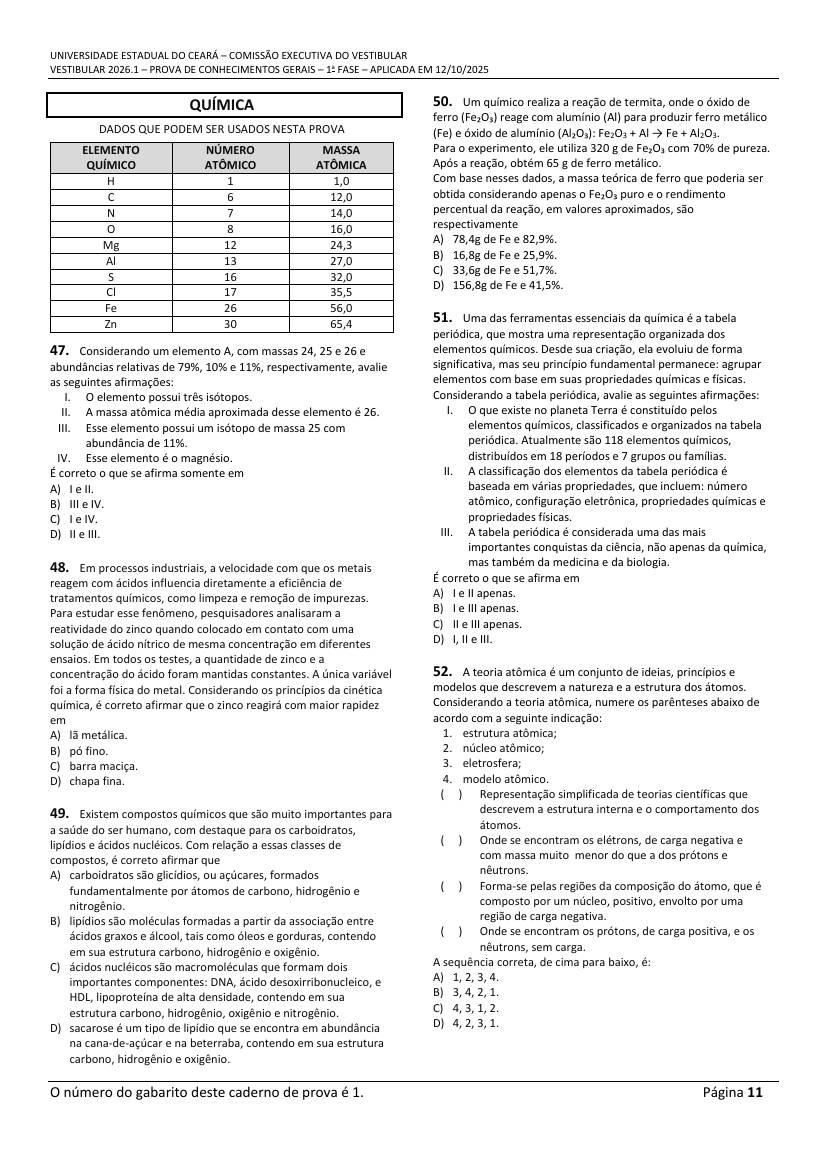 UNIVERSIDADE ESTADUAL DO CEARÁ – COMISSÃO EXECUTIVA DO VESTIBULAR
VESTIBULAR 2026.1 – PROVA DE CONHECIMENTOS GERAIS – 1ª FASE – APLICADA EM 12/10/2025
QUÍMICA
DADOS QUE PODEM SER USADOS NESTA PROVA
ELEMENTO QUÍMICO NÚMERO ATÔMICO MASSA ATÔMICA
H 1 1,0
C 6 12,0
N 7 14,0
O 8 16,0
Mg 12 24,3
Al 13 27,0
S 16 32,0
Cl 17 35,5
Fe 26 56,0
Zn 30 65,4
47. Considerando um elemento A, com massas 24, 25 e 26 e
abundâncias relativas de 79%, 10% e 11%, respectivamente, avalie
as seguintes afirmações:
I. O elemento possui três isótopos.
II. A massa atômica média aproximada desse elemento é 26.
III. Esse elemento possui um isótopo de massa 25 com
abundância de 11%.
IV. Esse elemento é o magnésio.
É correto o que se afirma somente em
A) I e II.
B) III e IV.
C) I e IV.
D) II e III.
48. Em processos industriais, a velocidade com que os metais
reagem com ácidos influencia diretamente a eficiência de
tratamentos químicos, como limpeza e remoção de impurezas.
Para estudar esse fenômeno, pesquisadores analisaram a
reatividade do zinco quando colocado em contato com uma
solução de ácido nítrico de mesma concentração em diferentes
ensaios. Em todos os testes, a quantidade de zinco e a
concentração do ácido foram mantidas constantes. A única variável
foi a forma física do metal. Considerando os princípios da cinética
química, é correto afirmar que o zinco reagirá com maior rapidez
em
A) lã metálica.
B) pó fino.
C) barra maciça.
D) chapa fina.
49. Existem compostos químicos que são muito importantes para
a saúde do ser humano, com destaque para os carboidratos,
lipídios e ácidos nucléicos. Com relação a essas classes de
compostos, é correto afirmar que
A) carboidratos são glicídios, ou açúcares, formados
fundamentalmente por átomos de carbono, hidrogênio e
nitrogênio.
B) lipídios são moléculas formadas a partir da associação entre
ácidos graxos e álcool, tais como óleos e gorduras, contendo
em sua estrutura carbono, hidrogênio e oxigênio.
C) ácidos nucléicos são macromoléculas que formam dois
importantes componentes: DNA, ácido desoxirribonucleico, e
HDL, lipoproteína de alta densidade, contendo em sua
estrutura carbono, hidrogênio, oxigênio e nitrogênio.
D) sacarose é um tipo de lipídio que se encontra em abundância
na cana-de-açúcar e na beterraba, contendo em sua estrutura
carbono, hidrogênio e oxigênio.
50. Um químico realiza a reação de termita, onde o óxido de
ferro (Fe₂O₃) reage com alumínio (Al) para produzir ferro metálico
(Fe) e óxido de alumínio (Al₂O₃): Fe₂O₃ + Al → Fe + Al₂O₃.
Para o experimento, ele utiliza 320 g de Fe₂O₃ com 70% de pureza.
Após a reação, obtém 65 g de ferro metálico.
Com base nesses dados, a massa teórica de ferro que poderia ser
obtida considerando apenas o Fe₂O₃ puro e o rendimento
percentual da reação, em valores aproximados, são
respectivamente
A) 78,4g de Fe e 82,9%.
B) 16,8g de Fe e 25,9%.
C) 33,6g de Fe e 51,7%.
D) 156,8g de Fe e 41,5%.
51. Uma das ferramentas essenciais da química é a tabela
periódica, que mostra uma representação organizada dos
elementos químicos. Desde sua criação, ela evoluiu de forma
significativa, mas seu princípio fundamental permanece: agrupar
elementos com base em suas propriedades químicas e físicas.
Considerando a tabela periódica, avalie as seguintes afirmações:
I. O que existe no planeta Terra é constituído pelos
elementos químicos, classificados e organizados na tabela
periódica. Atualmente são 118 elementos químicos,
distribuídos em 18 períodos e 7 grupos ou famílias.
II. A classificação dos elementos da tabela periódica é
baseada em várias propriedades, que incluem: número
atômico, configuração eletrônica, propriedades químicas e
propriedades físicas.
III. A tabela periódica é considerada uma das mais
importantes conquistas da ciência, não apenas da química,
mas também da medicina e da biologia.
É correto o que se afirma em
A) I e II apenas.
B) I e III apenas.
C) II e III apenas.
D) I, II e III.
52. A teoria atômica é um conjunto de ideias, princípios e
modelos que descrevem a natureza e a estrutura dos átomos.
Considerando a teoria atômica, numere os parênteses abaixo de
acordo com a seguinte indicação:
1. estrutura atômica;
2. núcleo atômico;
3. eletrosfera;
4. modelo atômico.
( ) Representação simplificada de teorias científicas que
descrevem a estrutura interna e o comportamento dos
átomos.
( ) Onde se encontram os elétrons, de carga negativa e
com massa muito menor do que a dos prótons e
nêutrons.
( ) Forma-se pelas regiões da composição do átomo, que é
composto por um núcleo, positivo, envolto por uma
região de carga negativa.
( ) Onde se encontram os prótons, de carga positiva, e os
nêutrons, sem carga.
A sequência correta, de cima para baixo, é:
A) 1, 2, 3, 4.
B) 3, 4, 2, 1.
C) 4, 3, 1, 2.
D) 4, 2, 3, 1.
O número do gabarito deste caderno de prova é 1.
Página 11